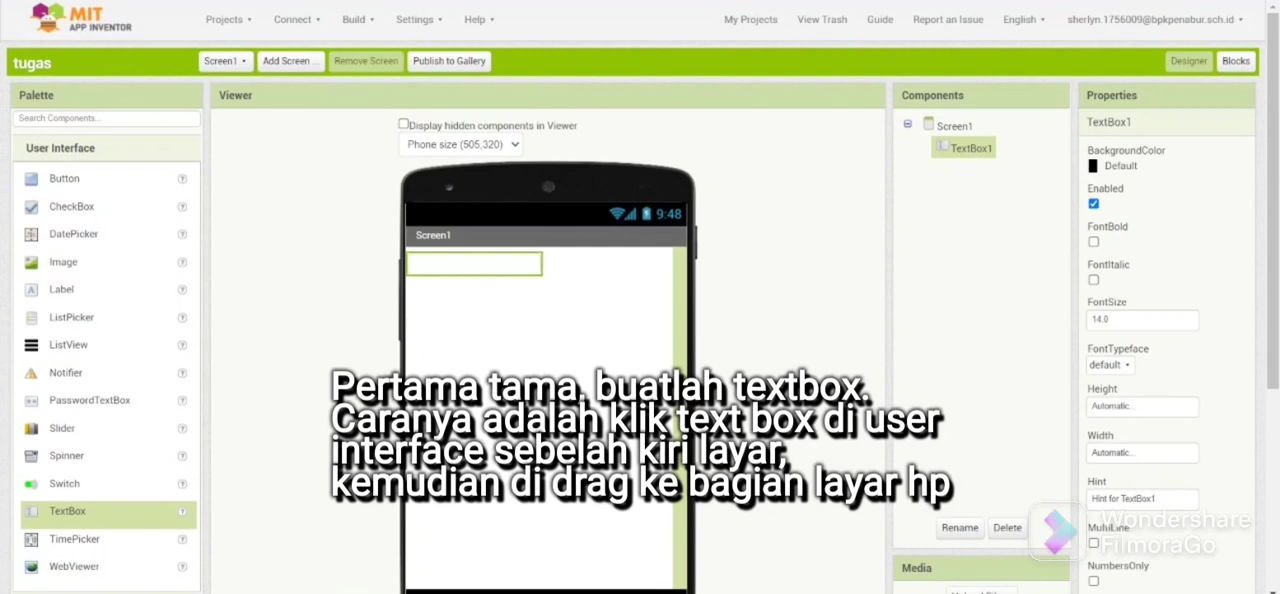 MIT
APP INVENTOR
Projects
Connect
Build
Settings
Help
My Projects
View Trash
Guide
Report an Issue
English
sherlyn.1756009@bpkpenabur.sch.id
tugas
Screen1
Add Screen ...
Remove Screen
Publish to Gallery
Designer
Blocks
Palette
Search Components...
User Interface
Button
CheckBox
DatePicker
Image
Label
ListPicker
ListView
Notifier
PasswordTextBox
Slider
Spinner
Switch
TextBox
TimePicker
WebViewer
Viewer
Display hidden components in Viewer
Phone size (505,320)
9:48
Screen1
Pertama tama, buatlah textbox.
Caranya adalah klik text box di user
interface sebelah kiri layar,
kemudian di drag ke bagian layar hp
Components
Screen1
TextBox1
Rename
Delete
Media
Properties
TextBox1
BackgroundColor
Default
Enabled
FontBold
FontItalic
FontSize
14.0
FontTypeface
default
Height
Automatic...
Width
Automatic...
Hint
Hint for TextBox1
MultiLine
NumbersOnly
Wondershare
FilmoraGo